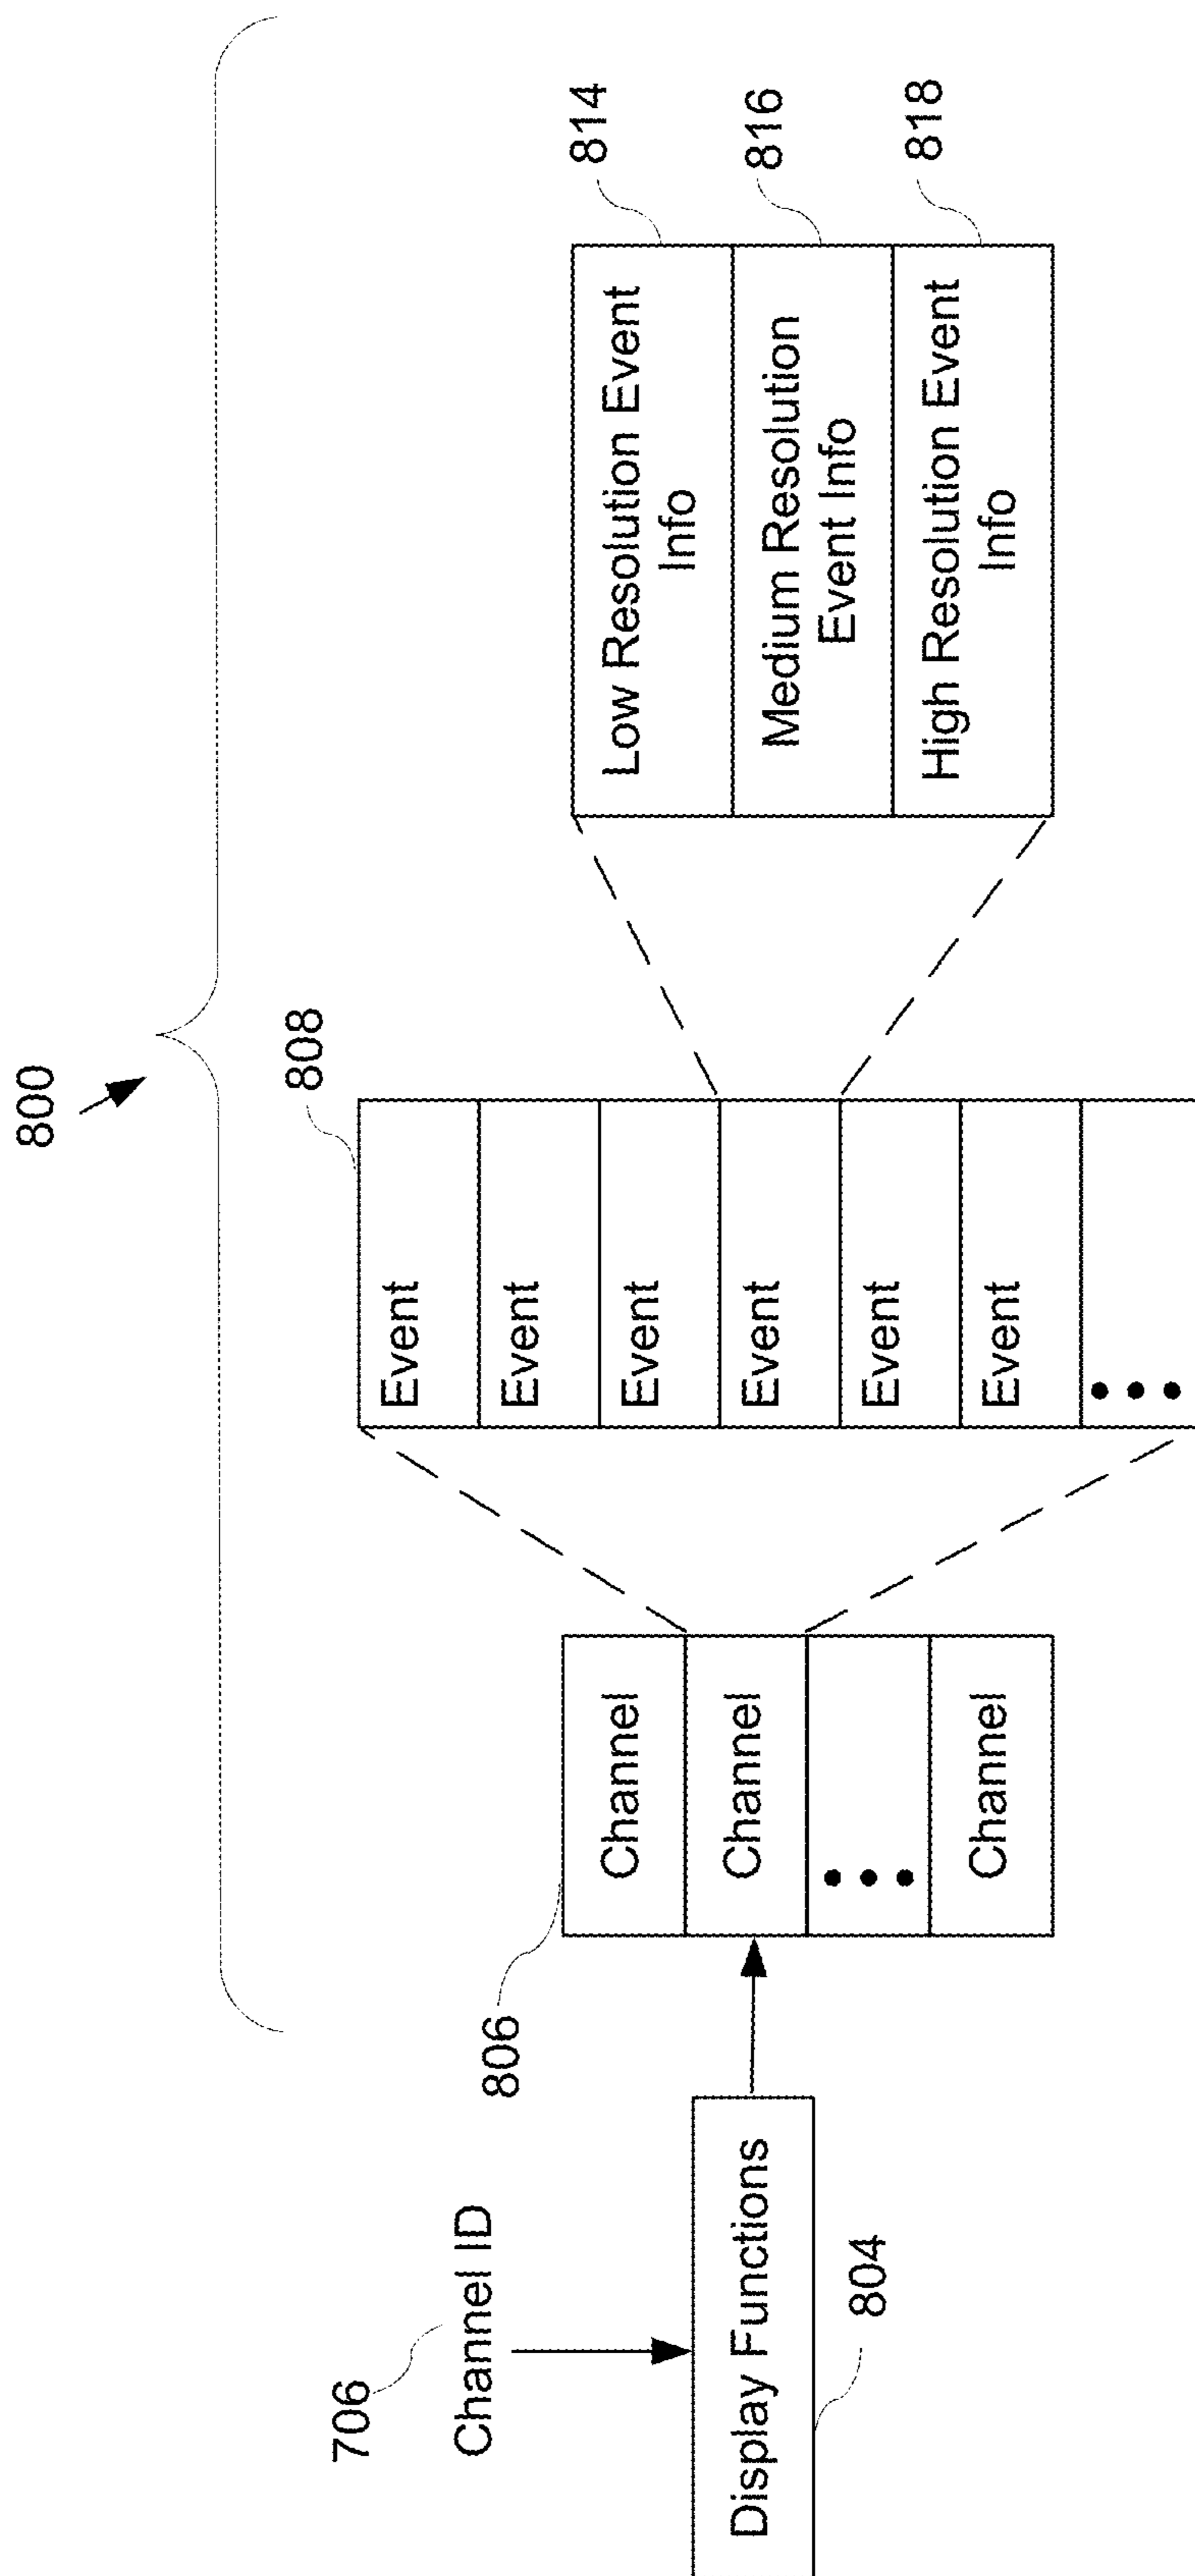 800
706
Channel ID
Display Functions
804
806
Channel
Channel
• • •
Channel
808
Event
Event
Event
Event
Event
Event
• • •
Low Resolution Event
Info
814
Medium Resolution
Event Info
816
High Resolution Event
Info
818